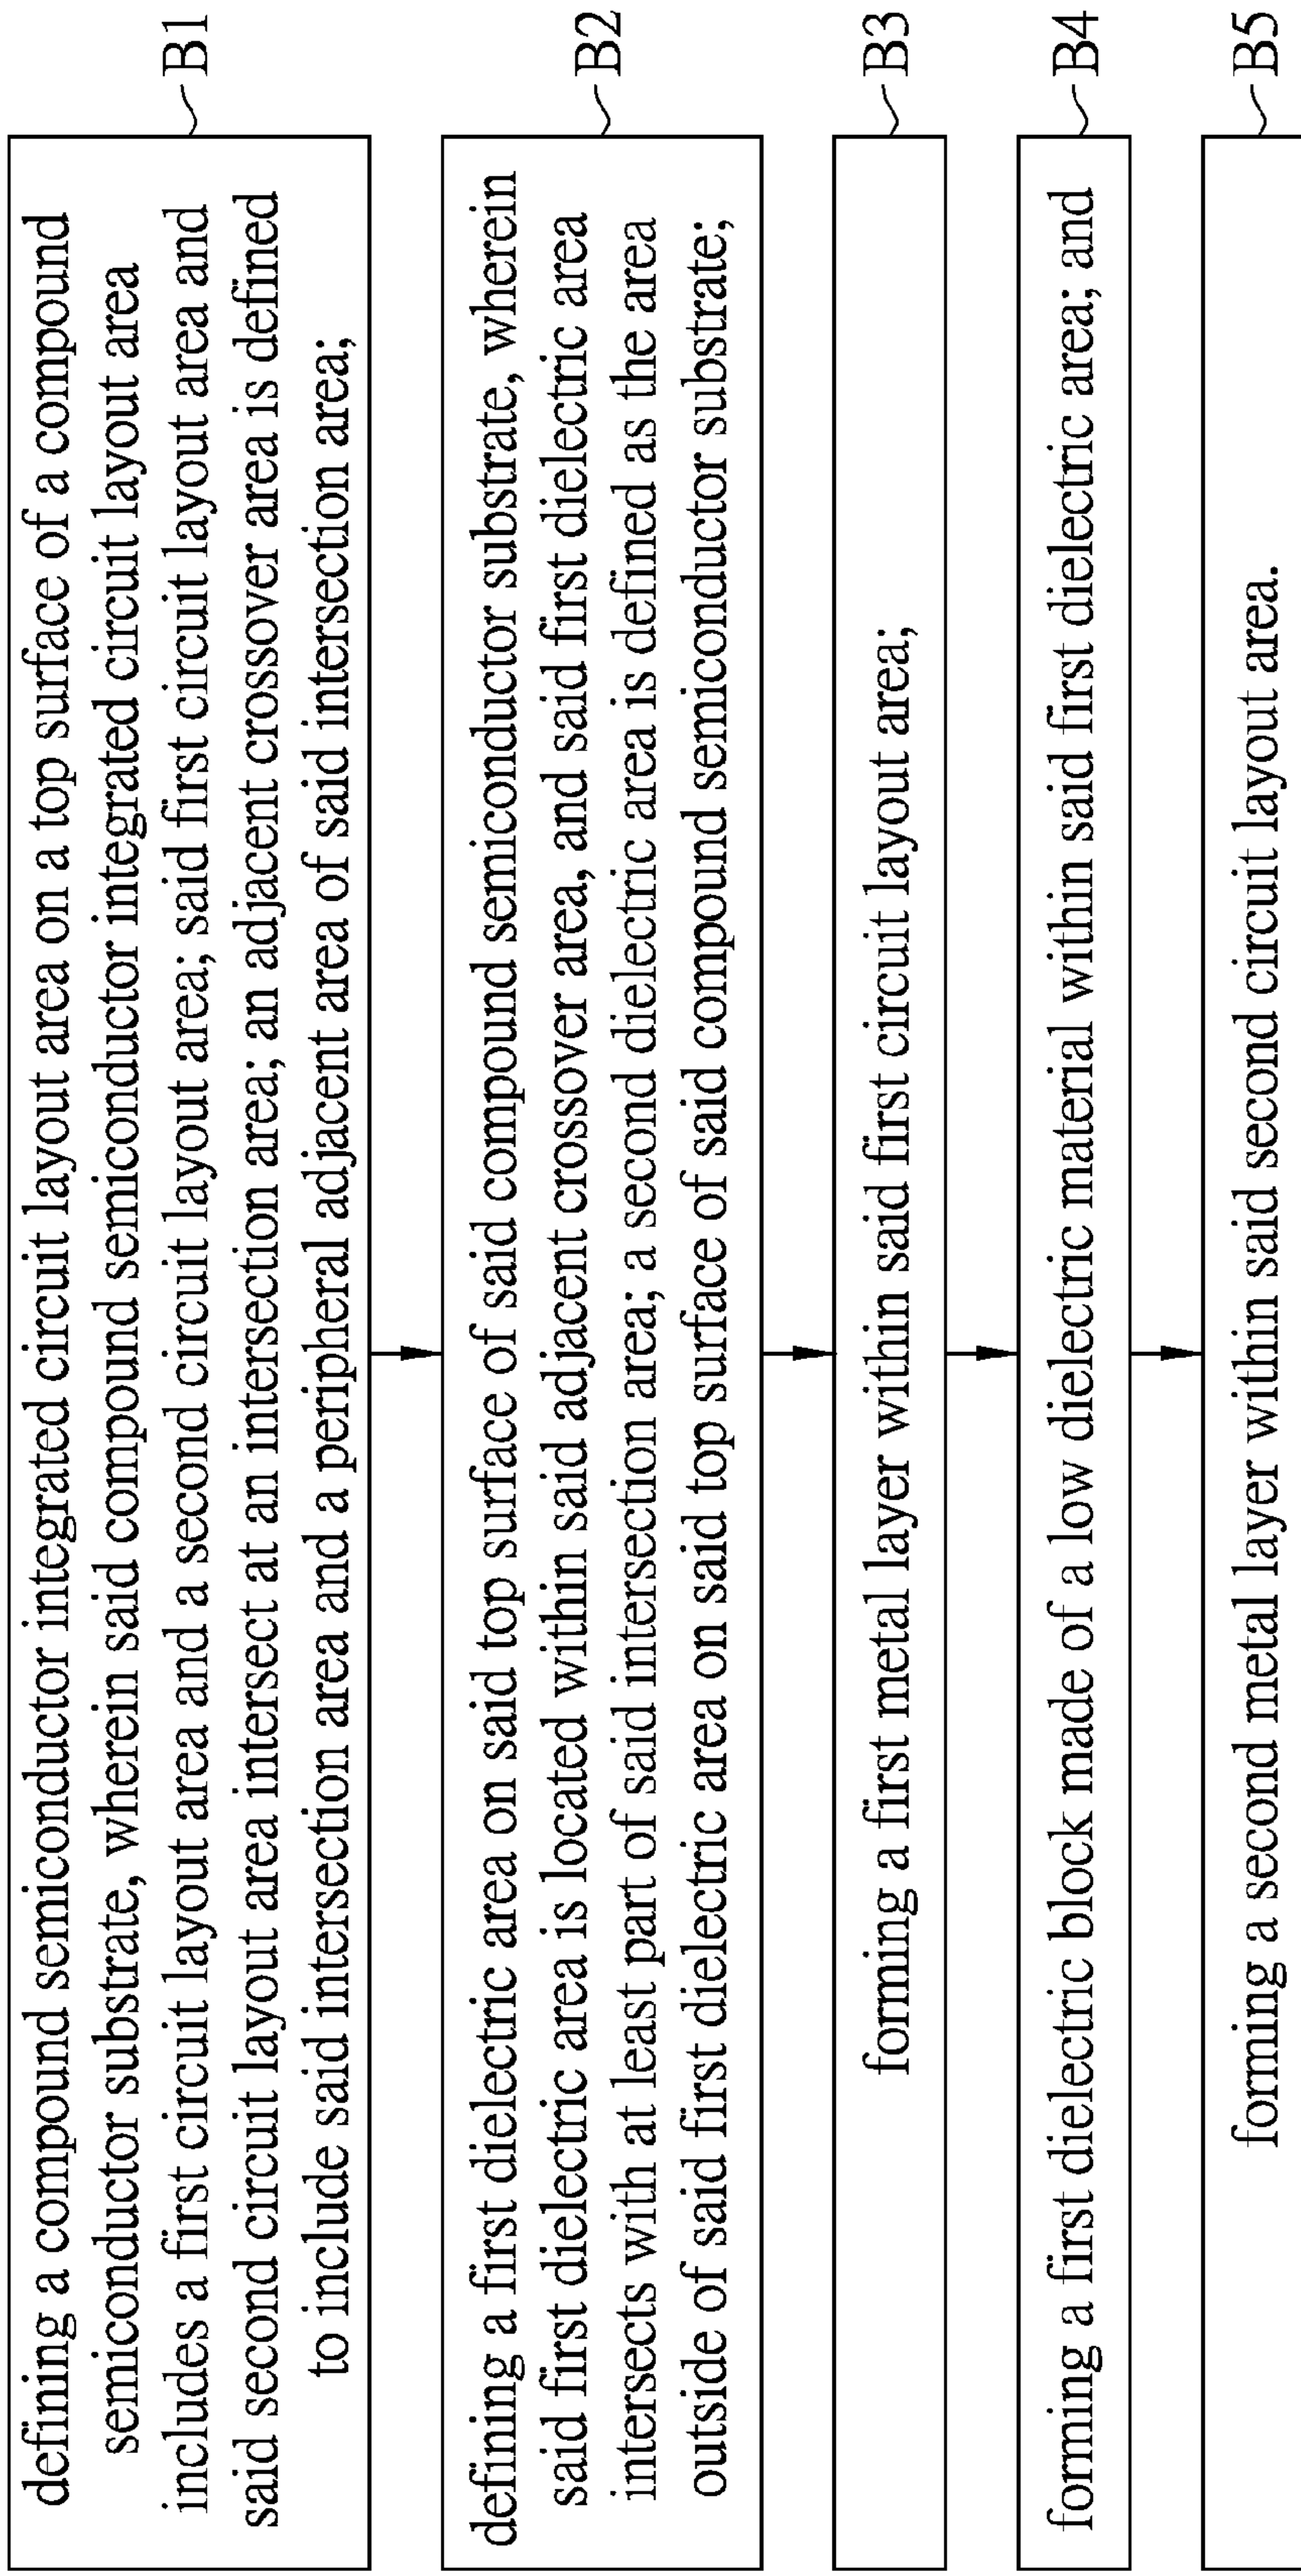 defining a compound semiconductor integrated circuit layout area on a top surface of a compound
semiconductor substrate, wherein said compound semiconductor integrated circuit layout area
includes a first circuit layout area and a second circuit layout area; said first circuit layout area and
said second circuit layout area intersect at an intersection area; an adjacent crossover area is defined
to include said intersection area and a peripheral adjacent area of said intersection area;
B1
defining a first dielectric area on said top surface of said compound semiconductor substrate, wherein
said first dielectric area is located within said adjacent crossover area, and said first dielectric area
intersects with at least part of said intersection area; a second dielectric area is defined as the area
outside of said first dielectric area on said top surface of said compound semiconductor substrate;
B2
forming a first metal layer within said first circuit layout area;
B3
forming a first dielectric block made of a low dielectric material within said first dielectric area; and
B4
forming a second metal layer within said second circuit layout area.
B5